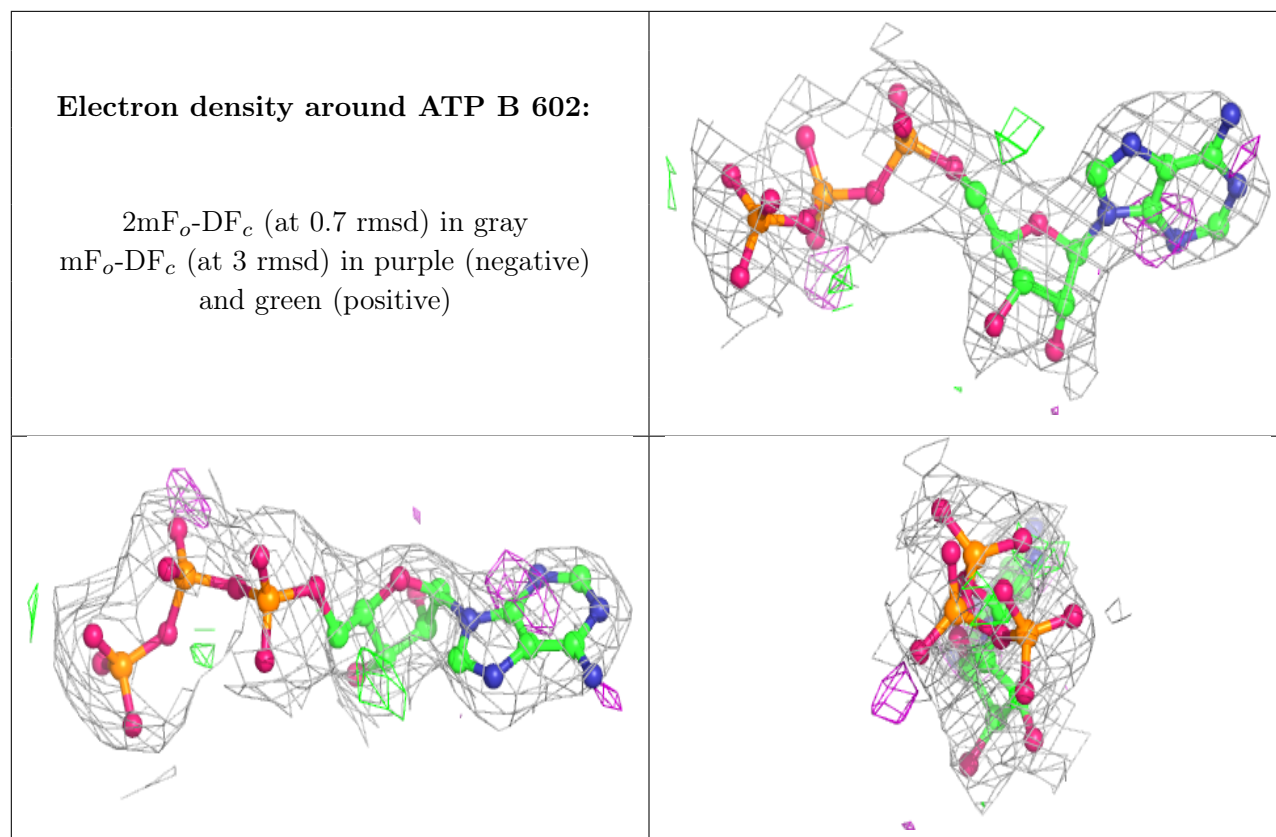 Electron density around ATP B 602:
2mFo-DFc (at 0.7 rmsd) in gray
mFo-DFc (at 3 rmsd) in purple (negative)
and green (positive)